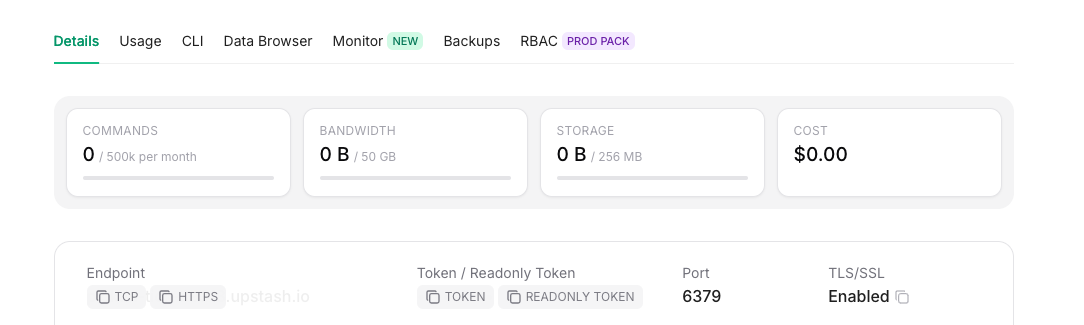 Details Usage CLI Data Browser Monitor NEW Backups RBAC PROD PACK
COMMANDS BANDWIDTH STORAGE COST
0 / 500k per month 0 B / 50 GB 0 B / 256 MB $0.00
Endpoint Token / Readonly Token Port TLS/SSL
TCP HTTPS .upstash.io TOKEN READONLY TOKEN 6379 Enabled